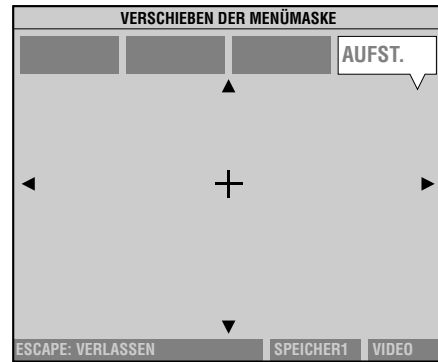 VERSCHIEBEN DER MENÜMASKE
AUFST.
ESCAPE: VERLASSEN SPEICHER1 VIDEO